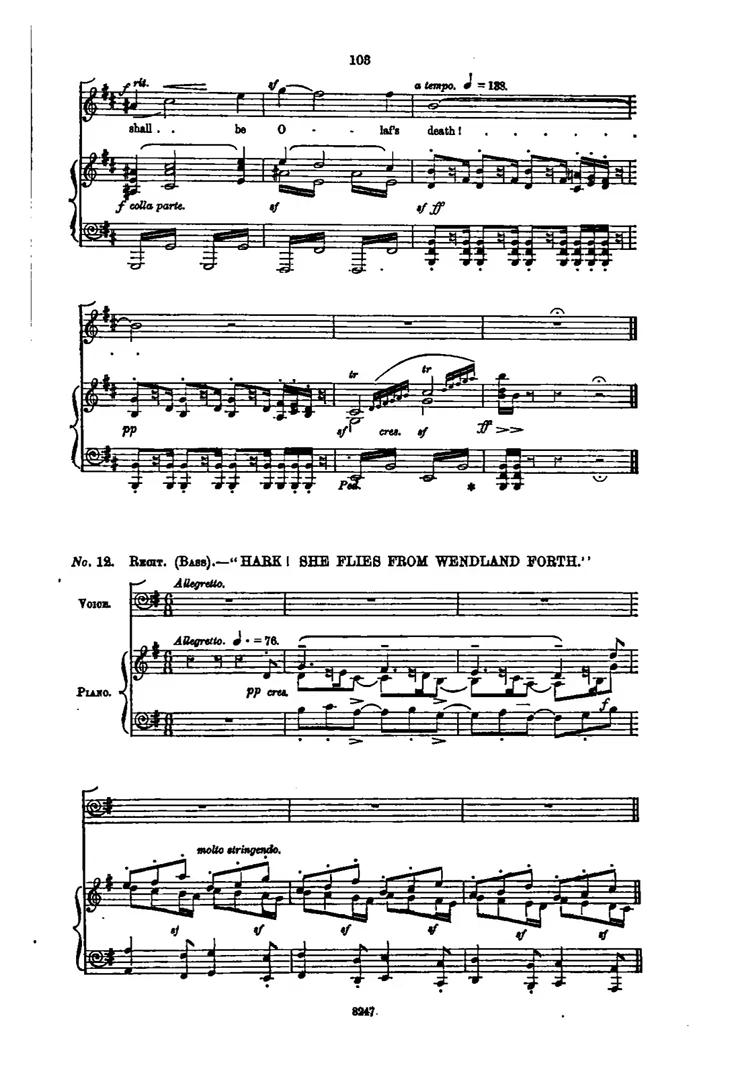 103
f rit.
sf
a tempo. ♩ = 138.
shall . . be O - - laf's death! . . . . . .
f colla parte.
sf
sf ff
. .
tr
tr
pp
sf
cres.
sf
ff >>
Ped.
*
No. 12. RECIT. (BASS).—"HARK! SHE FLIES FROM WENDLAND FORTH."
Allegretto.
VOICE.
Allegretto. ♩. = 76.
PIANO.
pp cres.
f
molto stringendo.
sf
sf
sf
sf
sf
sf
8247.